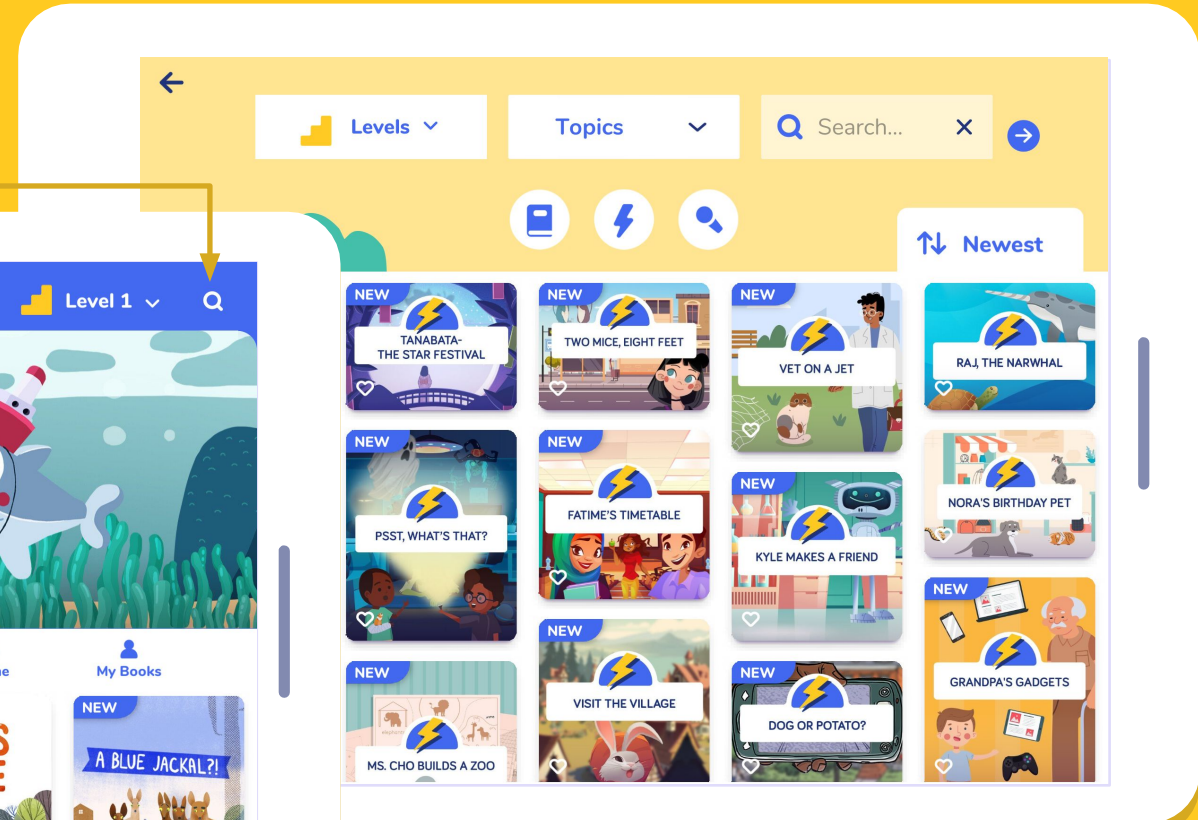 Levels
Topics
Search...
Newest
Level 1
My Books
NEW
A BLUE JACKAL?!
NEW
TANABATA-
THE STAR FESTIVAL
NEW
TWO MICE, EIGHT FEET
NEW
VET ON A JET
RAJ, THE NARWHAL
NEW
PSST, WHAT'S THAT?
NEW
FATIME'S TIMETABLE
NEW
KYLE MAKES A FRIEND
NORA'S BIRTHDAY PET
NEW
MS. CHO BUILDS A ZOO
NEW
VISIT THE VILLAGE
NEW
DOG OR POTATO?
NEW
GRANDPA'S GADGETS